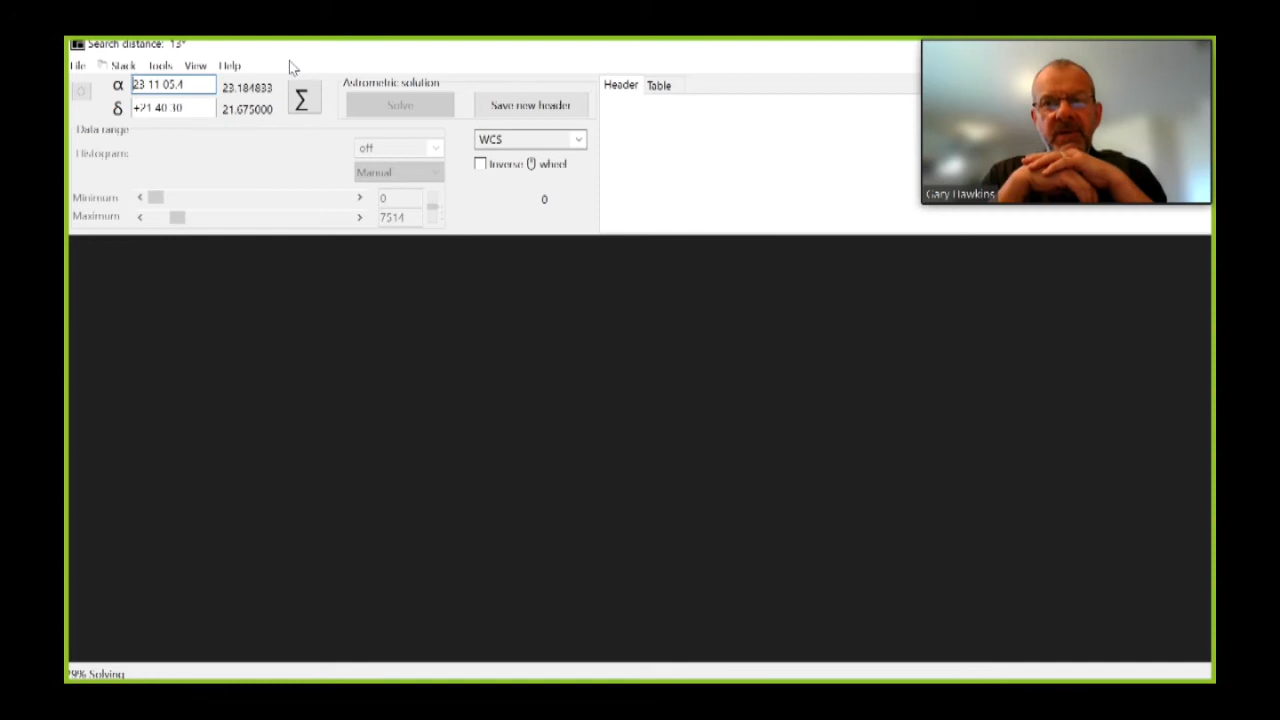 Search distance: 13°
File Stack Tools View Help
α 23 11 05.4 23.184833
δ +21 40 30 21.675000
Σ
Astrometric solution
Solve Save new header
Data range
Histogram:
off
Manual
Minimum < > 0
Maximum < > 7514
WCS
Inverse wheel
0
Header Table
Gary Hawkins
9% Solving